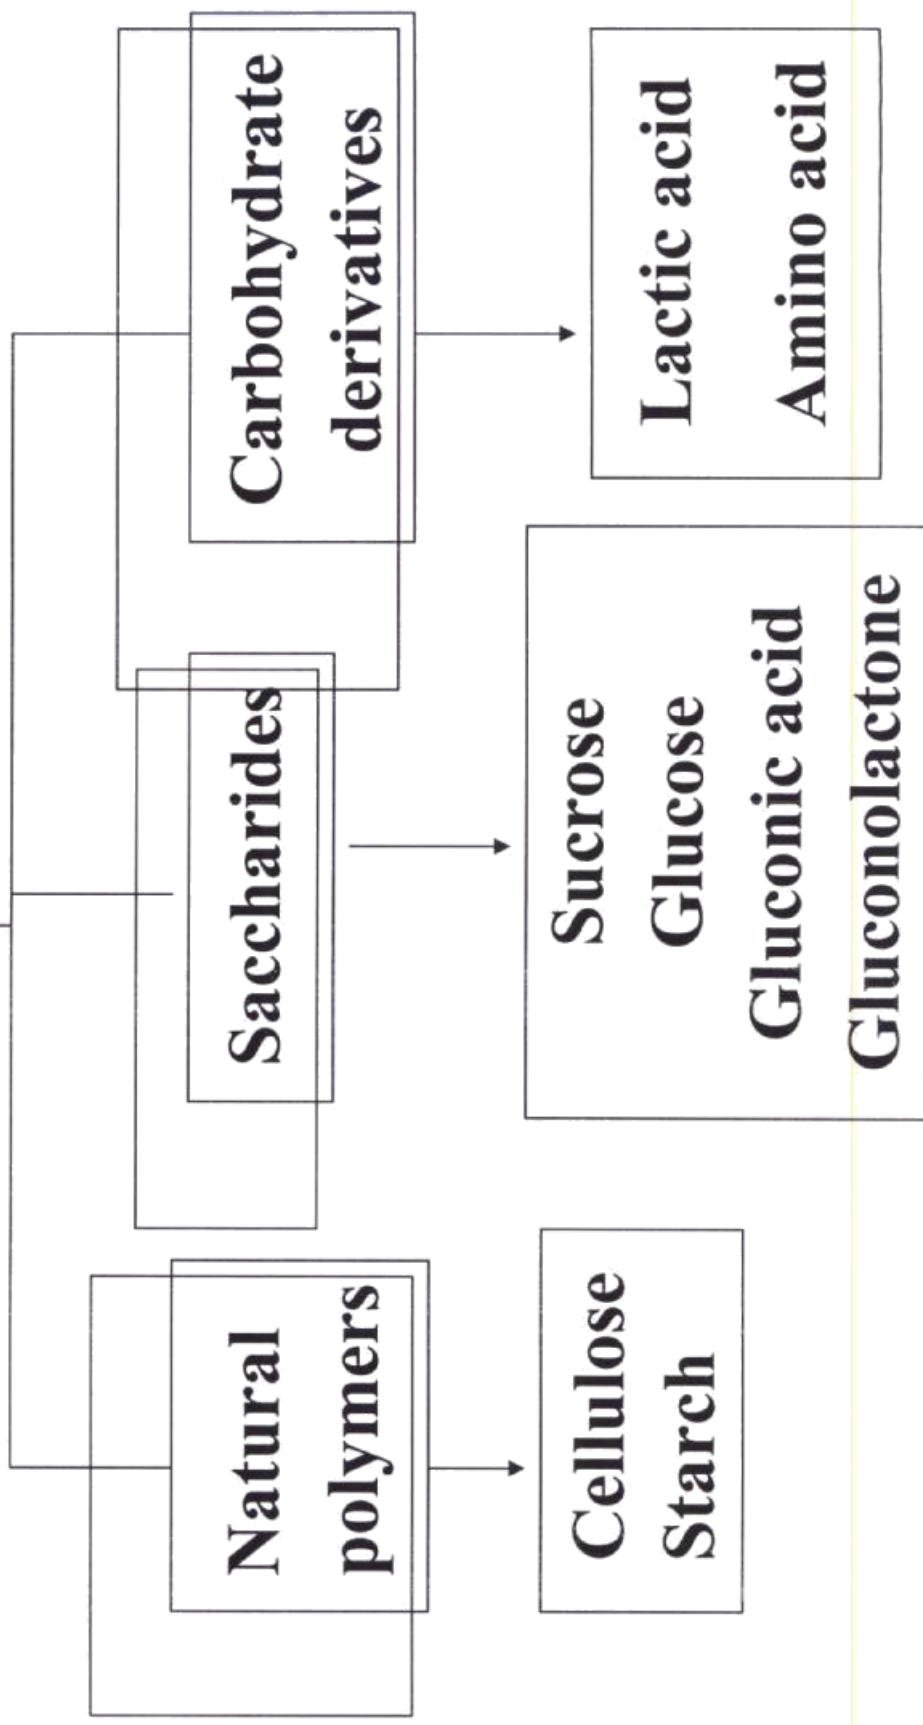 Natural
polymers
Saccharides
Carbohydrate
derivatives
Cellulose
Starch
Sucrose
Glucose
Gluconic acid
Gluconolactone
Lactic acid
Amino acid